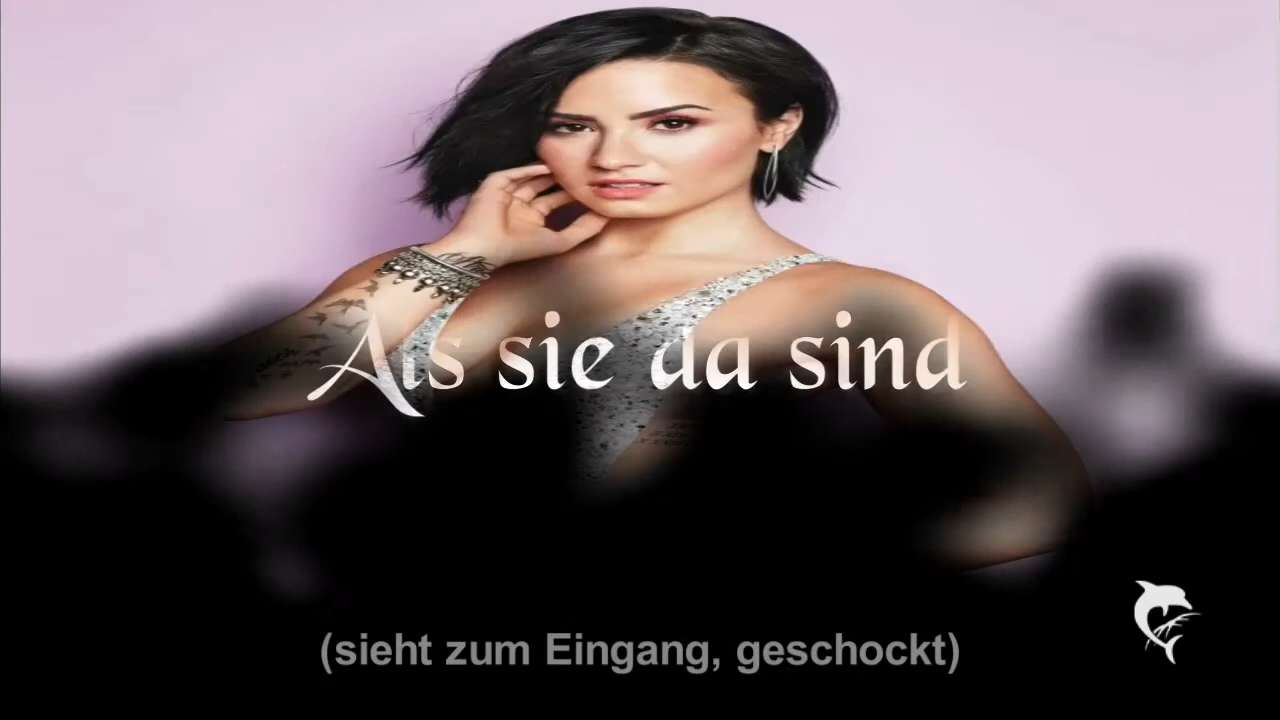 Als sie da sind
(sieht zum Eingang, geschockt)